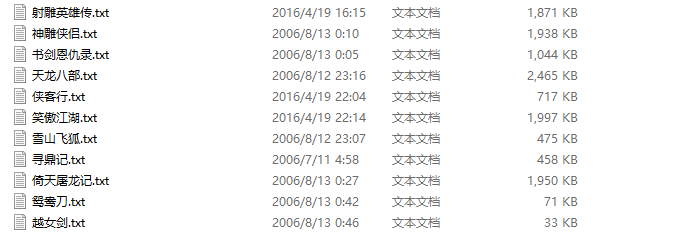 射雕英雄传.txt 2016/4/19 16:15 文本文档 1,871 KB
神雕侠侣.txt 2006/8/13 0:10 文本文档 1,938 KB
书剑恩仇录.txt 2006/8/13 0:05 文本文档 1,044 KB
天龙八部.txt 2006/8/12 23:16 文本文档 2,465 KB
侠客行.txt 2016/4/19 22:04 文本文档 717 KB
笑傲江湖.txt 2016/4/19 22:14 文本文档 1,997 KB
雪山飞狐.txt 2006/8/12 23:07 文本文档 475 KB
寻鼎记.txt 2006/7/11 4:58 文本文档 458 KB
倚天屠龙记.txt 2006/8/13 0:27 文本文档 1,950 KB
鸳鸯刀.txt 2006/8/13 0:42 文本文档 71 KB
越女剑.txt 2006/8/13 0:46 文本文档 33 KB